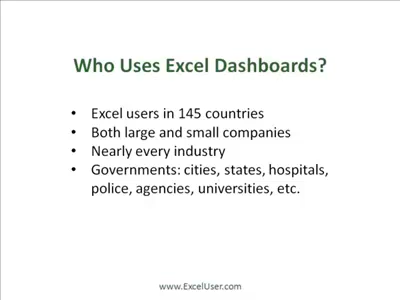 Who Uses Excel Dashboards?
• Excel users in 145 countries
• Both large and small companies
• Nearly every industry
• Governments: cities, states, hospitals,
police, agencies, universities, etc.
www.ExcelUser.com